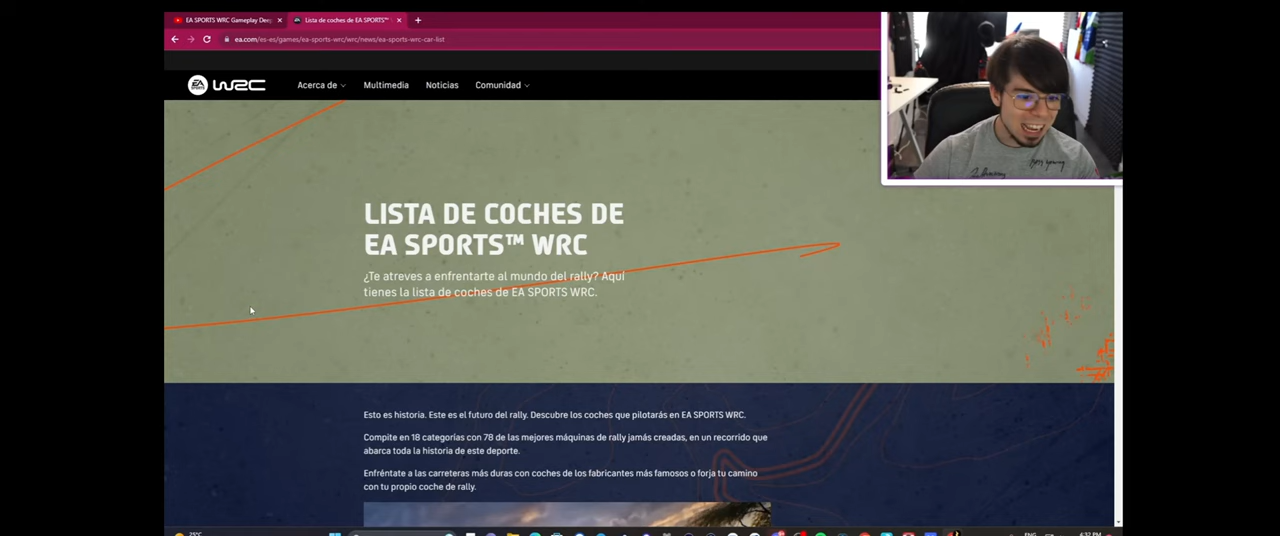 EA SPORTS WRC Gameplay Deep
Lista de coches de EA SPORTS™
ea.com/es-es/games/ea-sports-wrc/wrc/news/ea-sports-wrc-car-list
EA SPORTS WRC Acerca de Multimedia Noticias Comunidad
LISTA DE COCHES DE
EA SPORTS™ WRC
¿Te atreves a enfrentarte al mundo del rally? Aquí
tienes la lista de coches de EA SPORTS WRC.
Esto es historia. Este es el futuro del rally. Descubre los coches que pilotarás en EA SPORTS WRC.
Compite en 18 categorías con 78 de las mejores máquinas de rally jamás creadas, en un recorrido que
abarca toda la historia de este deporte.
Enfréntate a las carreteras más duras con coches de los fabricantes más famosos o forja tu camino
con tu propio coche de rally.
25°C
ENG
4:32 PM